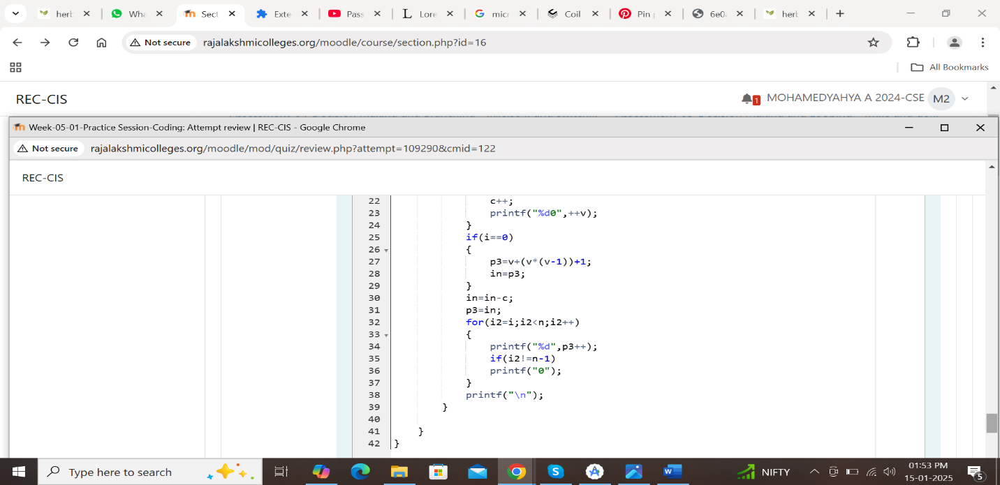 herb
Wha
Sect
Exte
Pass
Lore
micr
Coil
Pin
6e0
herb
Not secure
rajalakshmicolleges.org/moodle/course/section.php?id=16
All Bookmarks
REC-CIS
1
MOHAMEDYAHYA A 2024-CSE
M2
Week-05-01-Practice Session-Coding: Attempt review | REC-CIS - Google Chrome
Not secure
rajalakshmicolleges.org/moodle/mod/quiz/review.php?attempt=109290&cmid=122
REC-CIS
22 c++;
23 printf("%d0",++v);
24 }
25 if(i==0)
26 {
27 p3=v+(v*(v-1))+1;
28 in=p3;
29 }
30 in=in-c;
31 p3=in;
32 for(i2=i;i2<n;i2++)
33 {
34 printf("%d",p3++);
35 if(i2!=n-1)
36 printf("0");
37 }
38 printf("\n");
39 }
40
41 }
42 }
Type here to search
NIFTY
01:53 PM
15-01-2025
5